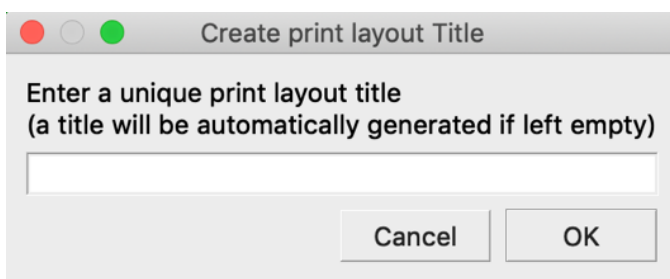 Create print layout Title
Enter a unique print layout title
(a title will be automatically generated if left empty)
Cancel OK